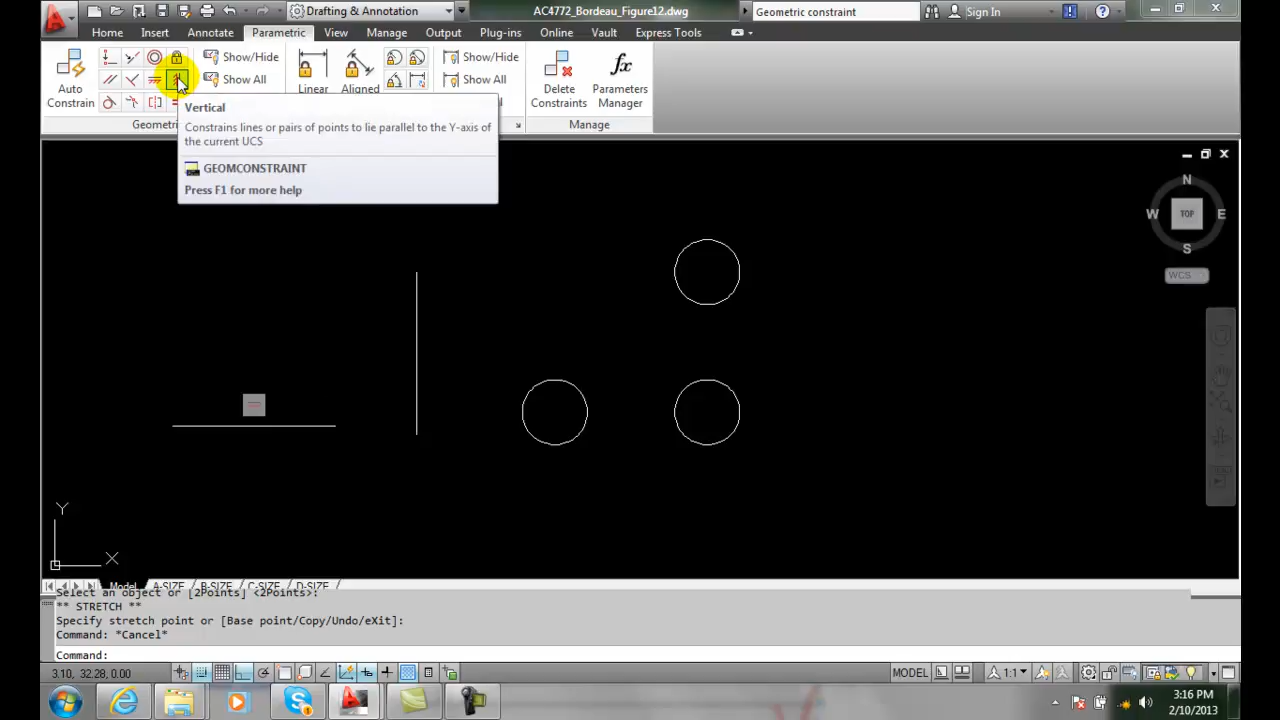 Drafting & Annotation
AC4772_Bordeau_Figure12.dwg
Geometric constraint
Sign In
Home Insert Annotate Parametric View Manage Output Plug-ins Online Vault Express Tools
Show/Hide
Show/Hide
Auto
Constrain
Show All
Linear
Aligned
Show All
Delete
Constraints
fx
Parameters
Manager
Geometri
Manage
Vertical
Constrains lines or pairs of points to lie parallel to the Y-axis of
the current UCS
GEOMCONSTRAINT
Press F1 for more help
N
W TOP E
S
WCS
Y
X
Model A-SIZE B-SIZE C-SIZE D-SIZE
Select an object or [2Points] <2Points>:
** STRETCH **
Specify stretch point or [Base point/Copy/Undo/eXit]:
Command: *Cancel*
Command:
3.10, 32.28, 0.00
MODEL
1:1
3:16 PM
2/10/2013